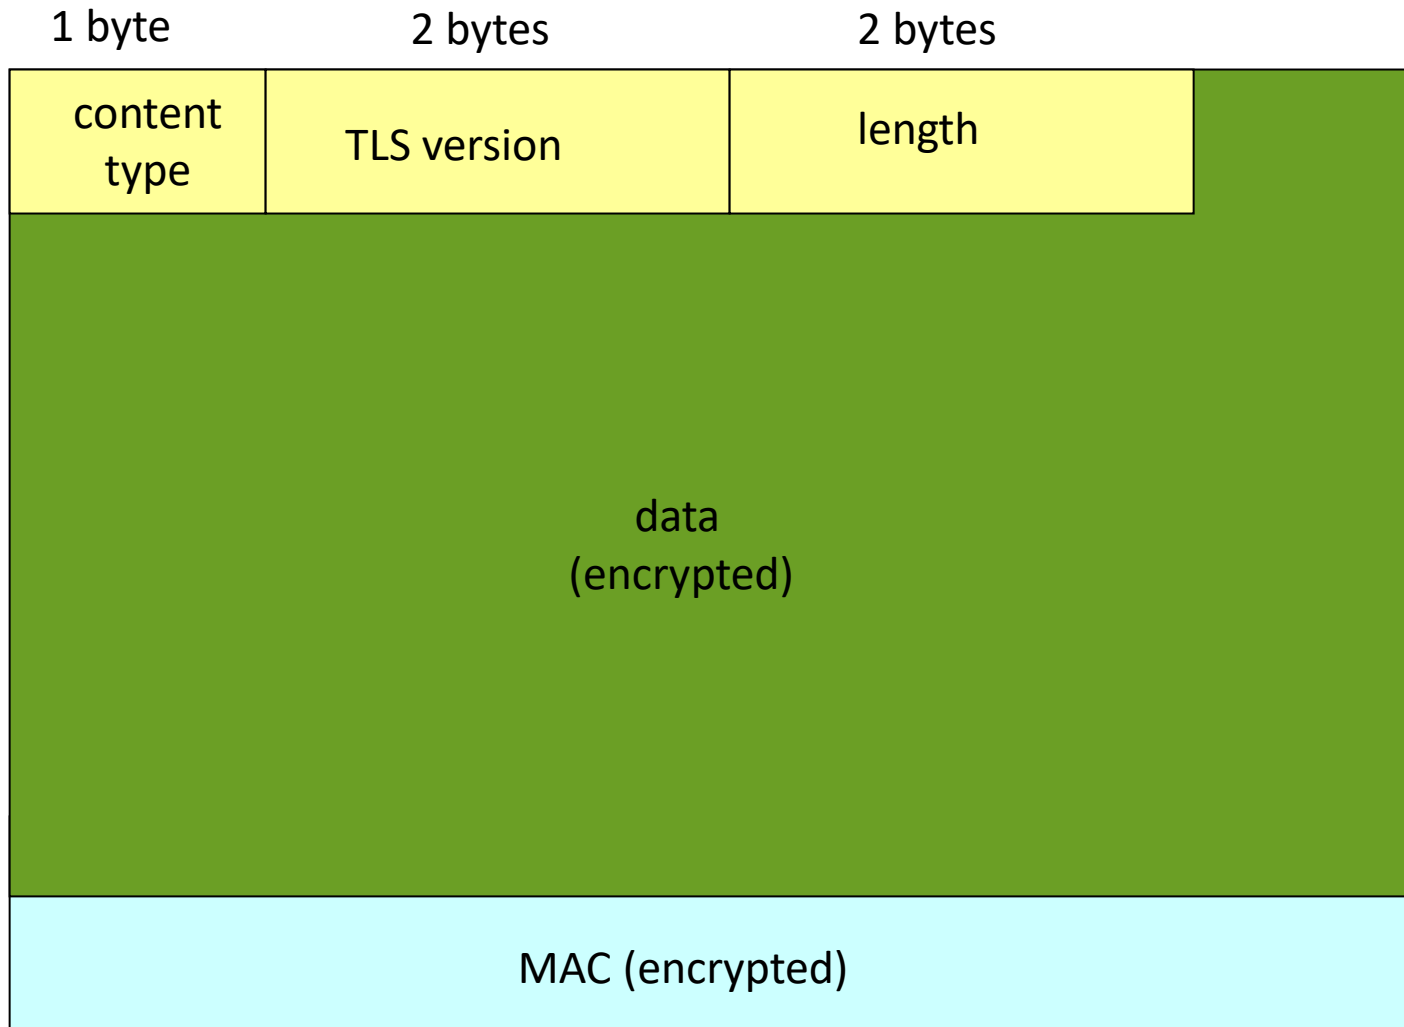 1 byte
2 bytes
2 bytes
content
type
TLS version
length
data
(encrypted)
MAC (encrypted)